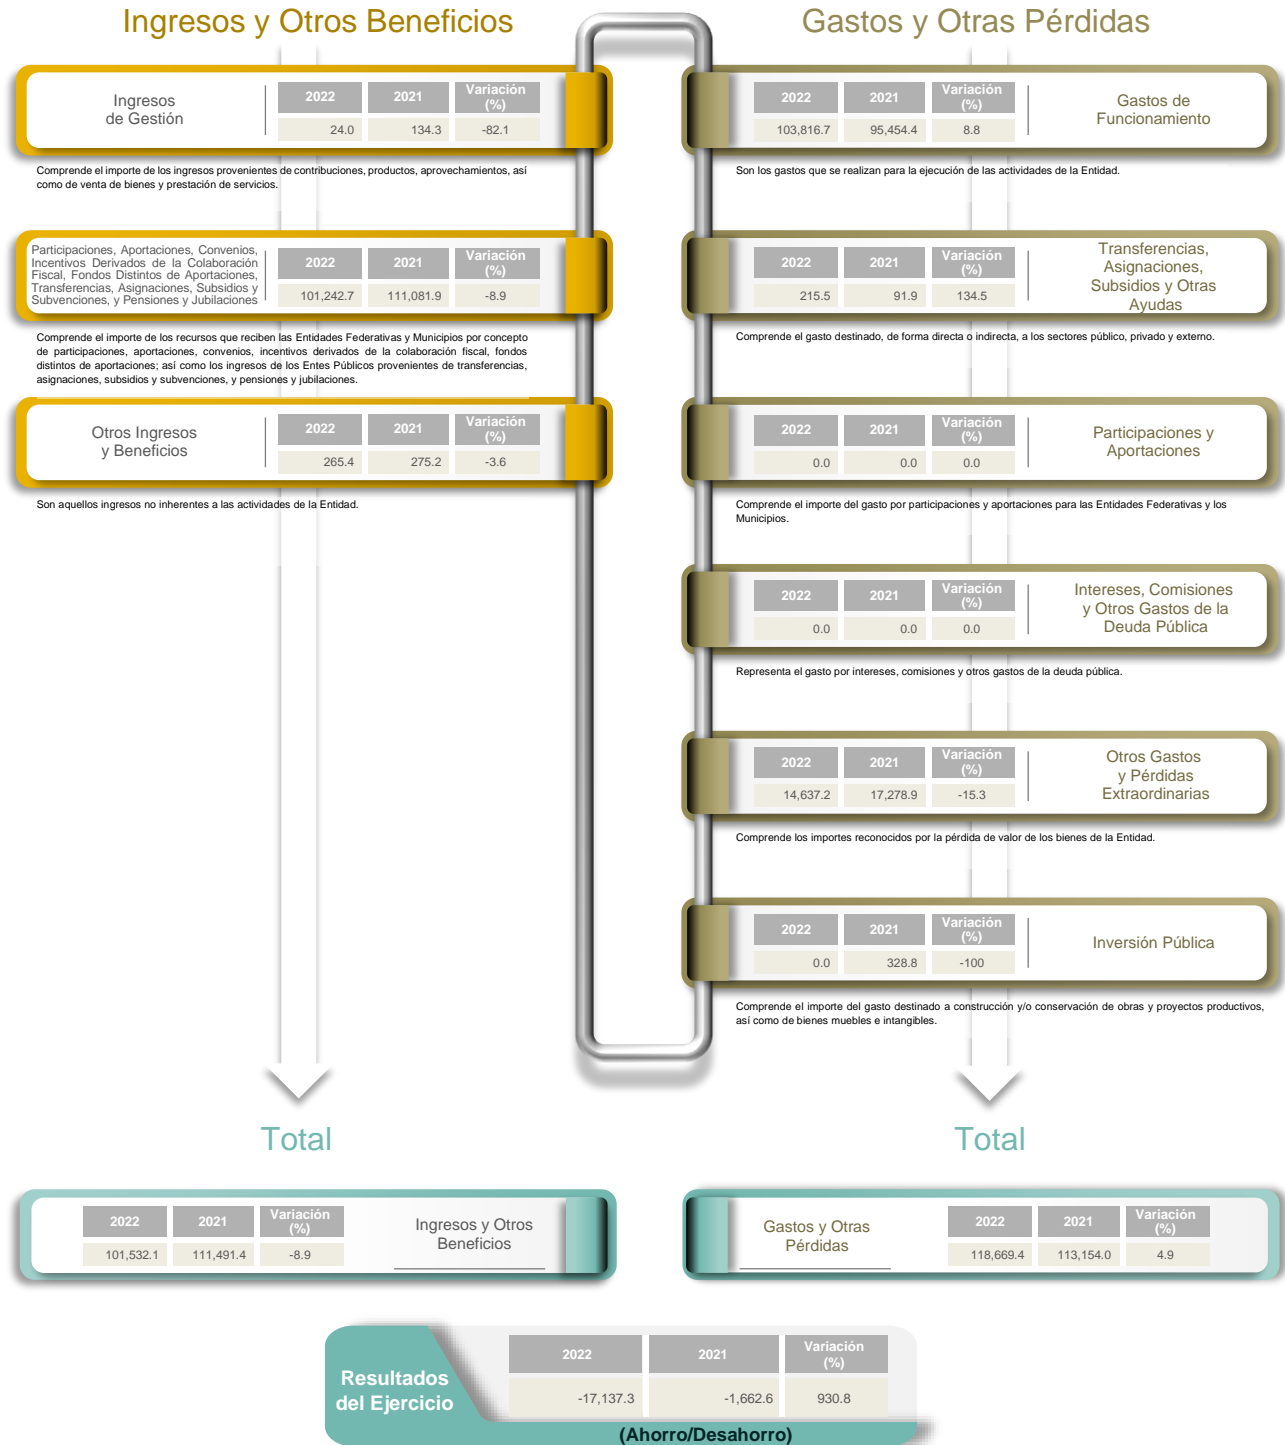 Ingresos y Otros Beneficios
Ingresos
de Gestión
2022 2021 Variación
(%)
24.0 134.3 -82.1
Comprende el importe de los ingresos provenientes de contribuciones, productos, aprovechamientos, así
como de venta de bienes y prestación de servicios.
Participaciones, Aportaciones, Convenios,
Incentivos Derivados de la Colaboración
Fiscal, Fondos Distintos de Aportaciones,
Transferencias, Asignaciones, Subsidios y
Subvenciones, y Pensiones y Jubilaciones
2022 2021 Variación
(%)
101,242.7 111,081.9 -8.9
Comprende el importe de los recursos que reciben las Entidades Federativas y Municipios por concepto
de participaciones, aportaciones, convenios, incentivos derivados de la colaboración fiscal, fondos
distintos de aportaciones; así como los ingresos de los Entes Públicos provenientes de transferencias,
asignaciones, subsidios y subvenciones, y pensiones y jubilaciones.
Otros Ingresos
y Beneficios
2022 2021 Variación
(%)
265.4 275.2 -3.6
Son aquellos ingresos no inherentes a las actividades de la Entidad.
Gastos y Otras Pérdidas
2022 2021 Variación
(%)
103,816.7 95,454.4 8.8
Gastos de
Funcionamiento
Son los gastos que se realizan para la ejecución de las actividades de la Entidad.
2022 2021 Variación
(%)
215.5 91.9 134.5
Transferencias,
Asignaciones,
Subsidios y Otras
Ayudas
Comprende el gasto destinado, de forma directa o indirecta, a los sectores público, privado y externo.
2022 2021 Variación
(%)
0.0 0.0 0.0
Participaciones y
Aportaciones
Comprende el importe del gasto por participaciones y aportaciones para las Entidades Federativas y los
Municipios.
2022 2021 Variación
(%)
0.0 0.0 0.0
Intereses, Comisiones
y Otros Gastos de la
Deuda Pública
Representa el gasto por intereses, comisiones y otros gastos de la deuda pública.
2022 2021 Variación
(%)
14,637.2 17,278.9 -15.3
Otros Gastos
y Pérdidas
Extraordinarias
Comprende los importes reconocidos por la pérdida de valor de los bienes de la Entidad.
2022 2021 Variación
(%)
0.0 328.8 -100
Inversión Pública
Comprende el importe del gasto destinado a construcción y/o conservación de obras y proyectos productivos,
así como de bienes muebles e intangibles.
Total
2022 2021 Variación
(%)
101,532.1 111,491.4 -8.9
Ingresos y Otros
Beneficios
Total
Gastos y Otras
Pérdidas
2022 2021 Variación
(%)
118,669.4 113,154.0 4.9
Resultados
del Ejercicio
2022 2021 Variación
(%)
-17,137.3 -1,662.6 930.8
(Ahorro/Desahorro)